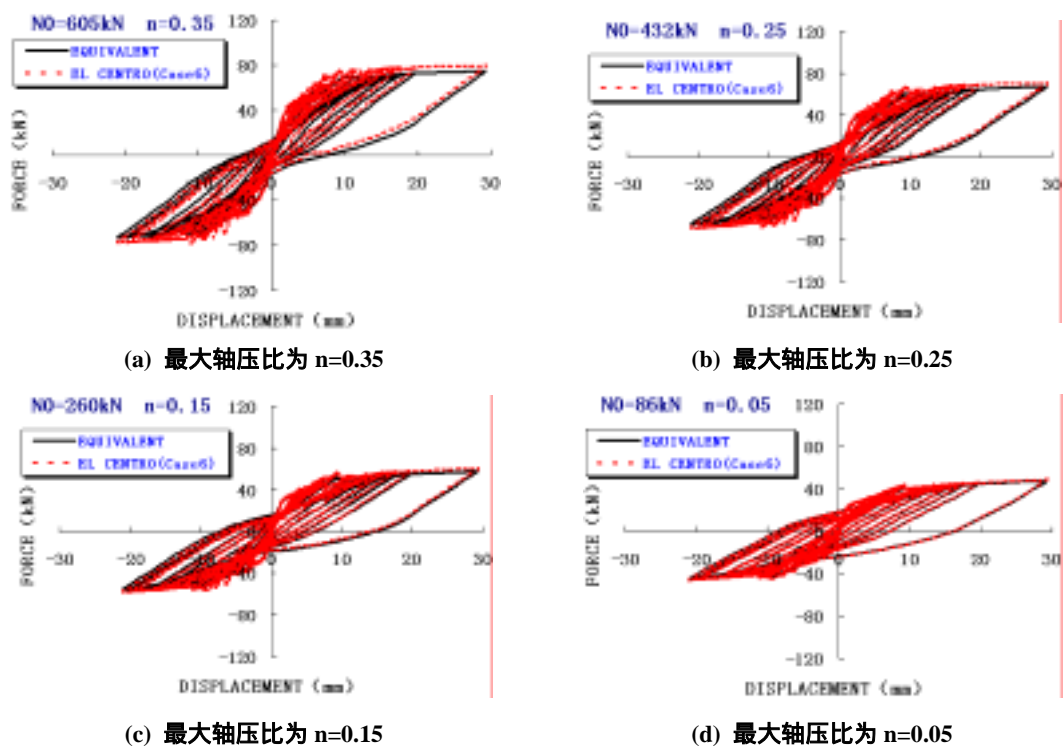 N0=605kN n=0.35
EQUIVALENT
EL CENTRO(Case6)
FORCE (kN)
120
80
40
-30
-20
-10
0
10
20
30
-40
-80
-120
DISPLACEMENT (mm)
(a) 最大轴压比为 n=0.35
N0=432kN n=0.25
EQUIVALENT
EL CENTRO(Case6)
FORCE (kN)
120
80
40
-30
-20
-10
0
10
20
30
-40
-80
-120
DISPLACEMENT (mm)
(b) 最大轴压比为 n=0.25
N0=260kN n=0.15
EQUIVALENT
EL CENTRO(Case6)
FORCE (kN)
120
80
40
0
-30
-20
-10
0
10
20
30
-40
-80
-120
DISPLACEMENT (mm)
(c) 最大轴压比为 n=0.15
N0=86kN n=0.05
EQUIVALENT
EL CENTRO(Case6)
FORCE (kN)
120
80
40
0
-30
-20
-10
0
10
20
30
-40
-80
-120
DISPLACEMENT (mm)
(d) 最大轴压比为 n=0.05